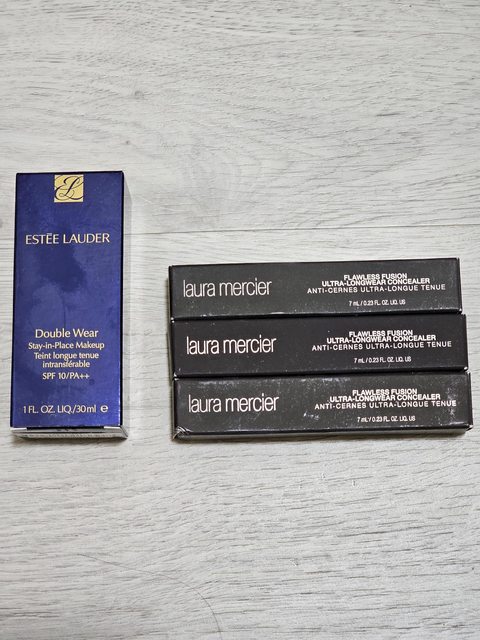 ESTĒE LAUDER
Double Wear
Stay-in-Place Makeup
Teint longue tenue
intransférable
SPF 10/PA++
1 FL. OZ. LIQ./30ml e
laura mercier
FLAWLESS FUSION
ULTRA-LONGWEAR CONCEALER
ANTI-CERNES ULTRA-LONGUE TENUE
7 mL / 0.23 FL. OZ. LIQ. US
laura mercier
FLAWLESS FUSION
ULTRA-LONGWEAR CONCEALER
ANTI-CERNES ULTRA-LONGUE TENUE
7 mL / 0.23 FL. OZ. LIQ. US
laura mercier
FLAWLESS FUSION
ULTRA-LONGWEAR CONCEALER
ANTI-CERNES ULTRA-LONGUE TENUE
7 mL / 0.23 FL. OZ. LIQ. US